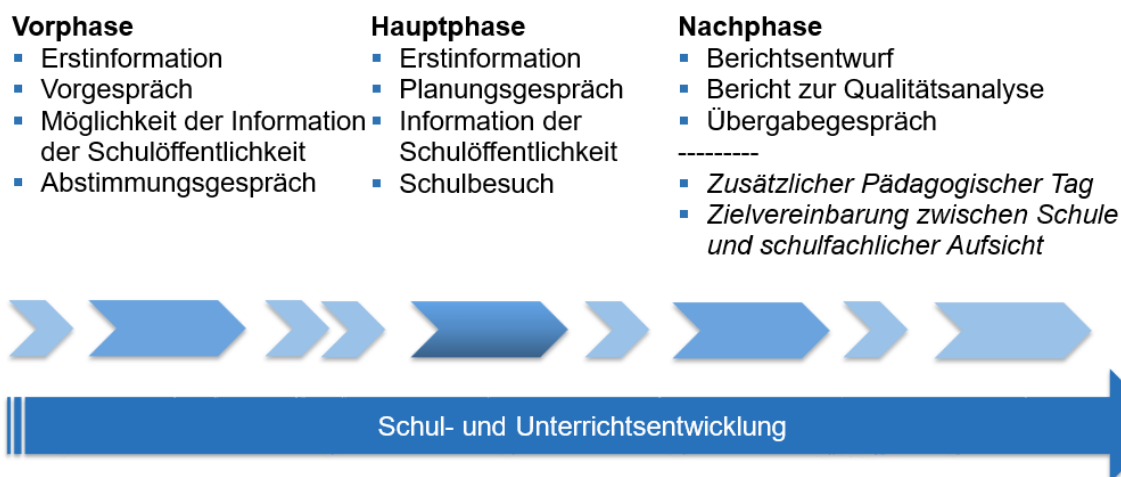 Vorphase
▪ Erstinformation
▪ Vorgespräch
▪ Möglichkeit der Information
der Schulöffentlichkeit
▪ Abstimmungsgespräch
Hauptphase
▪ Erstinformation
▪ Planungsgespräch
▪ Information der
Schulöffentlichkeit
▪ Schulbesuch
Nachphase
▪ Berichtsentwurf
▪ Bericht zur Qualitätsanalyse
▪ Übergabegespräch
---------
▪ Zusätzlicher Pädagogischer Tag
▪ Zielvereinbarung zwischen Schule
und schulfachlicher Aufsicht
Schul- und Unterrichtsentwicklung